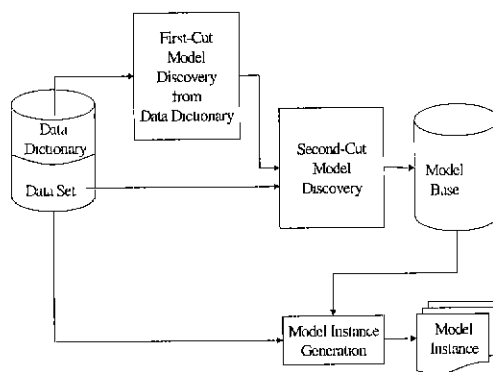 First-Cut
Model
Discovery
from
Data Dictionary
Data
Dictionary
Data Set
Second-Cut
Model
Discovery
Model
Base
Model Instance
Generation
Model
Instance